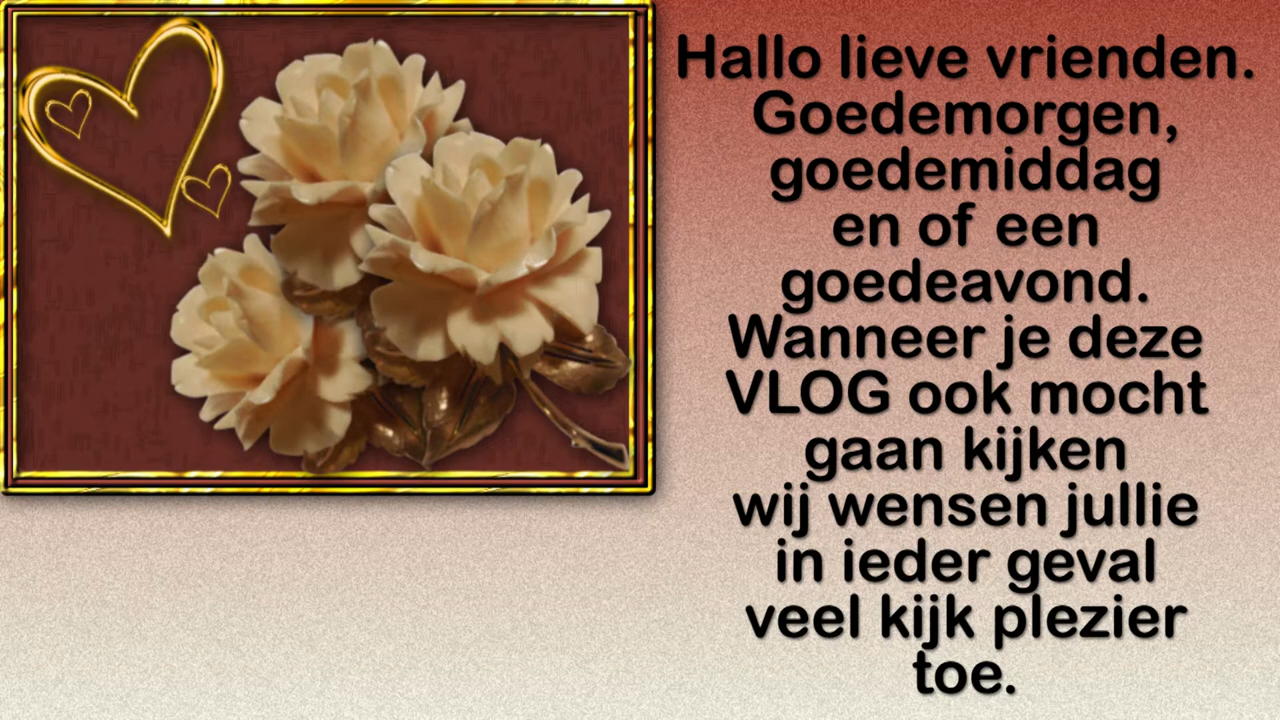 Hallo lieve vrienden.
Goedemorgen,
goedemiddag
en of een
goedeavond.
Wanneer je deze
VLOG ook mocht
gaan kijken
wij wensen jullie
in ieder geval
veel kijk plezier
toe.